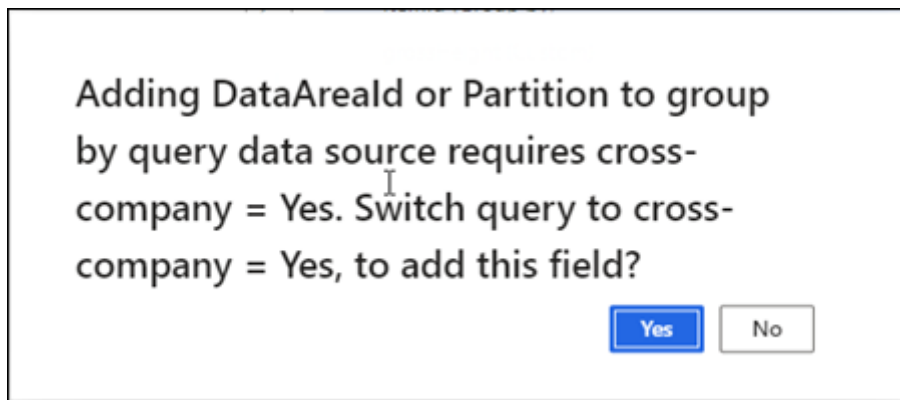 Adding DataAreaId or Partition to group
by query data source requires cross-
company = Yes. Switch query to cross-
company = Yes, to add this field?
Yes
No